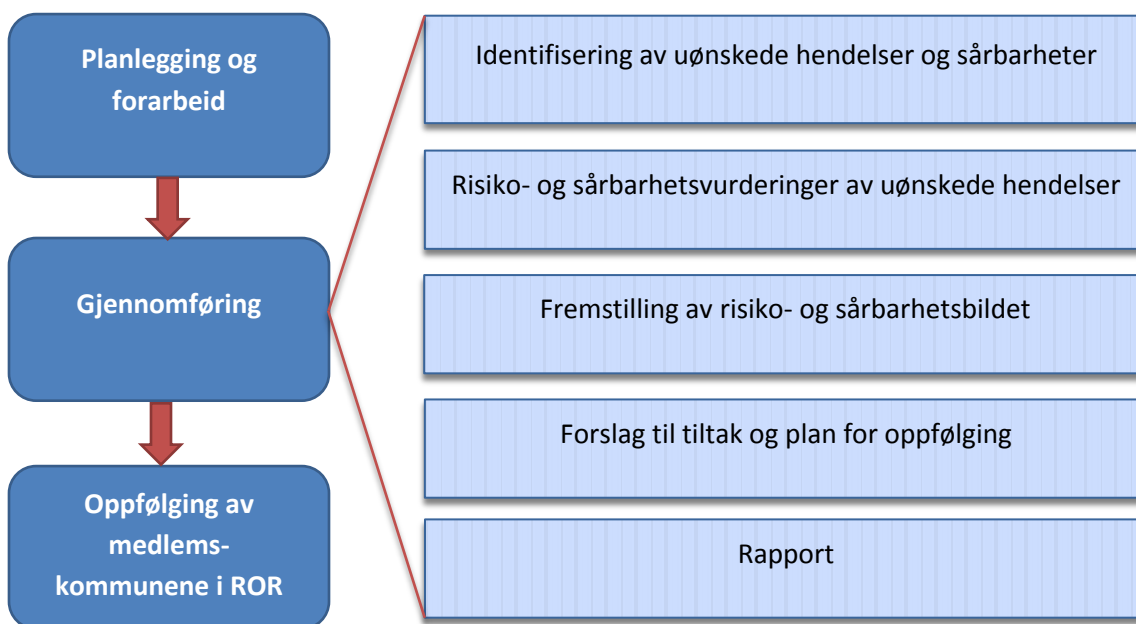 Planlegging og
forarbeid
Gjennomføring
Oppfølging av
medlems-
kommunene i ROR
Identifisering av uønskede hendelser og sårbarheter
Risiko- og sårbarhetsvurderinger av uønskede hendelser
Fremstilling av risiko- og sårbarhetsbildet
Forslag til tiltak og plan for oppfølging
Rapport